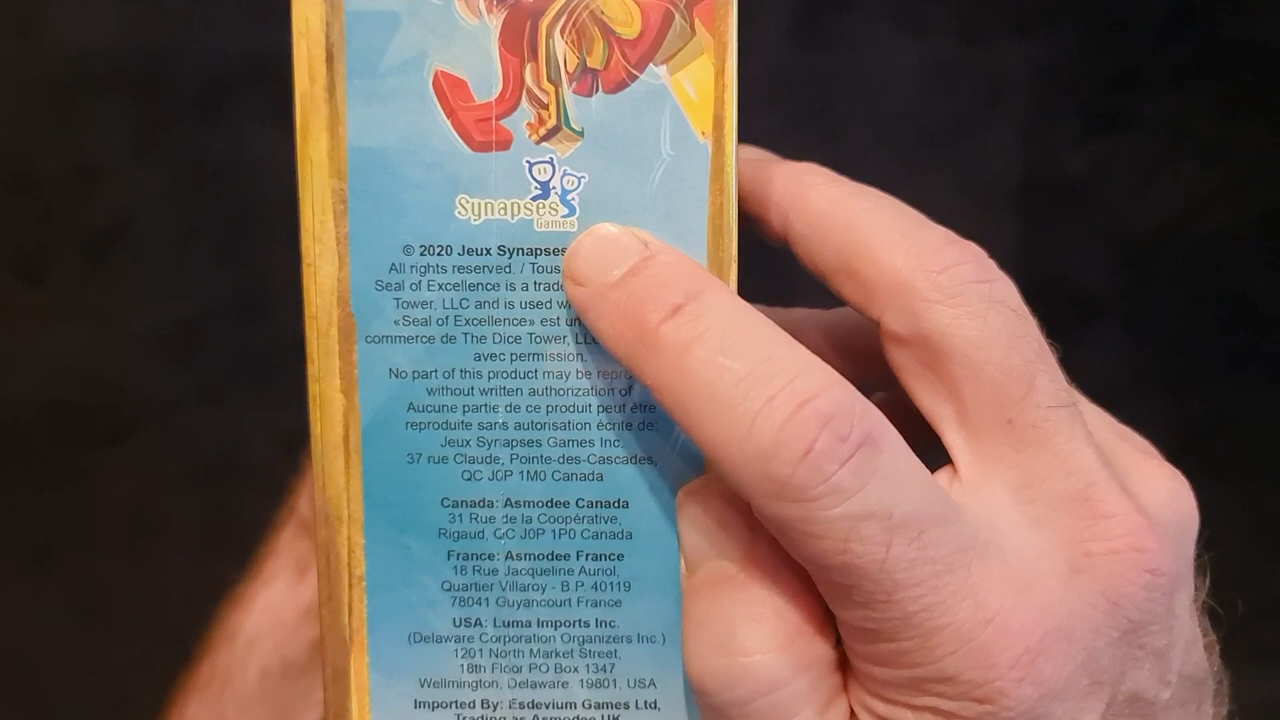 Synapses
Games
© 2020 Jeux Synapses
All rights reserved. / Tous
Seal of Excellence is a
Tower, LLC and is used
«Seal of Excellence» est un
commerce de The Dice Tower,
avec permission.
No part of this product may be
without written authorization of
Aucune partie de ce produit peut être
reproduite sans autorisation écrite de:
Jeux Synapses Games Inc.
37 rue Claude, Pointe-des-Cascades,
QC J0P 1M0 Canada
Canada: Asmodee Canada
31 Rue de la Coopérative,
Rigaud, QC J0P 1P0 Canada
France: Asmodee France
18 Rue Jacqueline Auriol,
Quartier Villaroy - B.P. 40119
78041 Guyancourt France
USA: Luma Imports Inc.
(Delaware Corporation Organizers Inc.)
1201 North Market Street,
18th Floor PO Box 1347
Wellmington, Delaware. 19801, USA
Imported By: Esdevium Games Ltd,
Trading as Asmodee UK